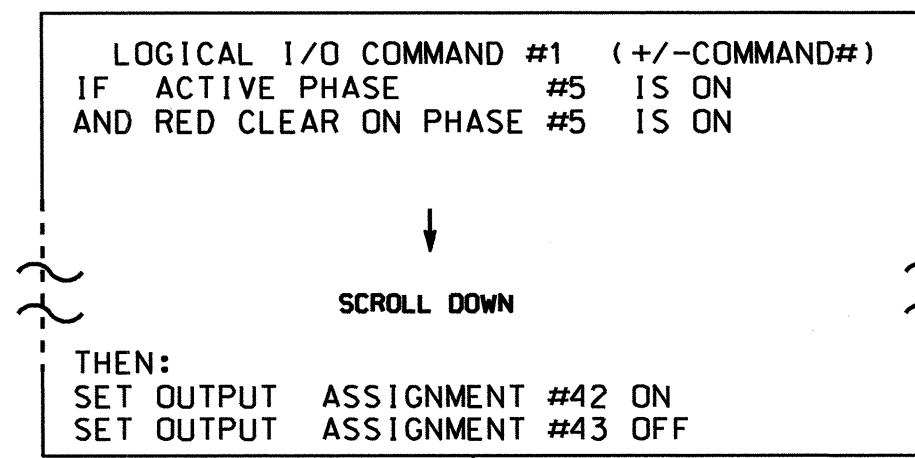 LOGICAL I/O COMMAND #1 (+/-COMMAND#)
IF ACTIVE PHASE #5 IS ON
AND RED CLEAR ON PHASE #5 IS ON
SCROLL DOWN
THEN:
SET OUTPUT ASSIGNMENT #42 ON
SET OUTPUT ASSIGNMENT #43 OFF